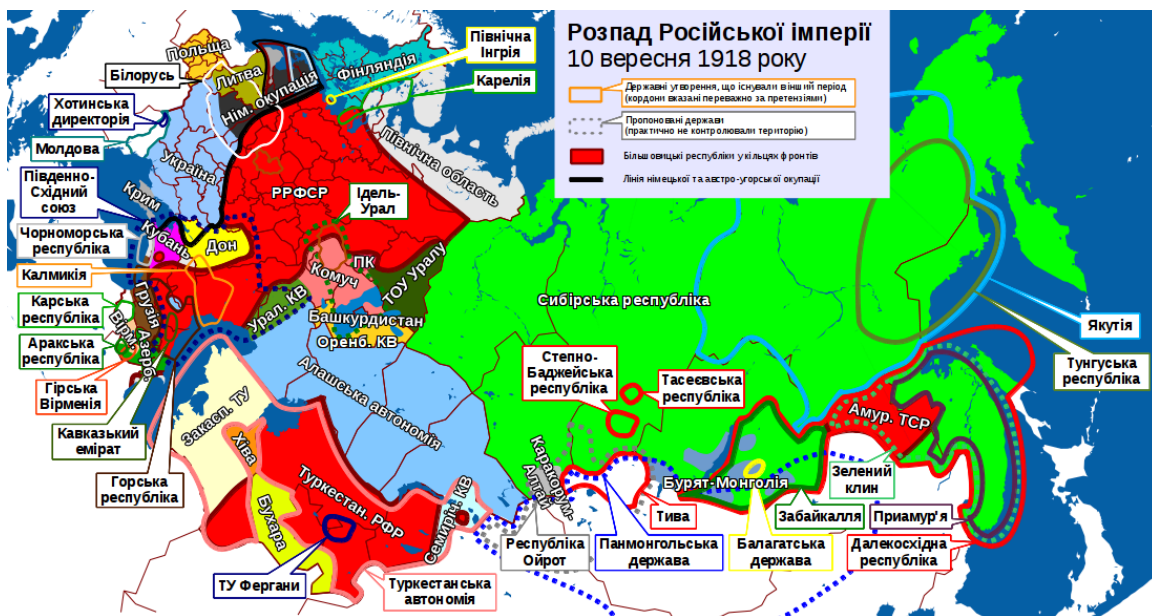 Розпад Російської імперії
10 вересня 1918 року
Державні утворення, що існували в інший період
(кордони вказані переважно за претензіями)
Пропоновані держави
(практично не контролювали територію)
Більшовицькі республіки у кільцях фронтів
Лінія німецької та австро-угорської окупації
Польща
Литва
Білорусь
Нім. окупація
Фінляндія
Північна
Інгрія
Карелія
Хотинська
директорія
Молдова
Україна
Північна область
Південно-
Східний
союз
Крим
РРФСР
Ідель-
Урал
Чорноморська
республіка
Кубань
Дон
ПК
Комуч
ТОУ Уралу
Калмикія
Урал. КВ
Башкурдистан
Оренб. КВ
Сибірська республіка
Карська
республіка
Грузія
Вірм.
Азерб.
Аракська
республіка
Гірська
Вірменія
Кавказький
емірат
Горська
республіка
Закасп. ТУ
Алашська автономія
Хіва
Бухара
Туркестан. РФР
Семиріч. КВ
ТУ Фергани
Туркестанська
автономія
Каракорум-
Алтай
Степно-
Баджейська
республіка
Тасеєвська
республіка
Якутія
Тунгуська
республіка
Амур. ТСР
Бурят-Монголія
Зелений
клин
Республіка
Ойрот
Панмонгольська
держава
Тива
Балагатська
держава
Забайкалля
Приамур'я
Далекосхідна
республіка